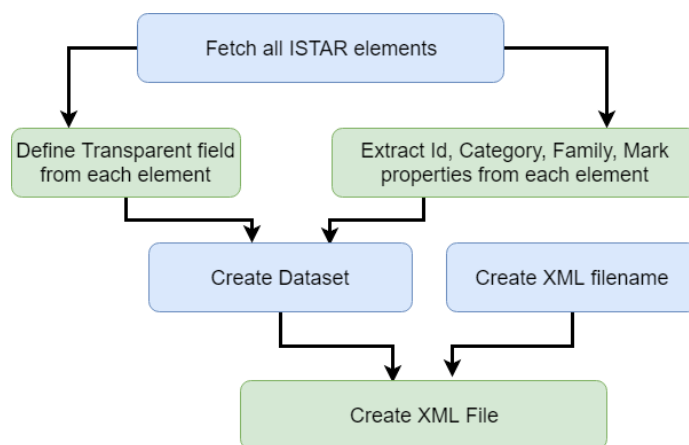 Fetch all ISTAR elements
Define Transparent field
from each element
Extract Id, Category, Family, Mark
properties from each element
Create Dataset
Create XML filename
Create XML File